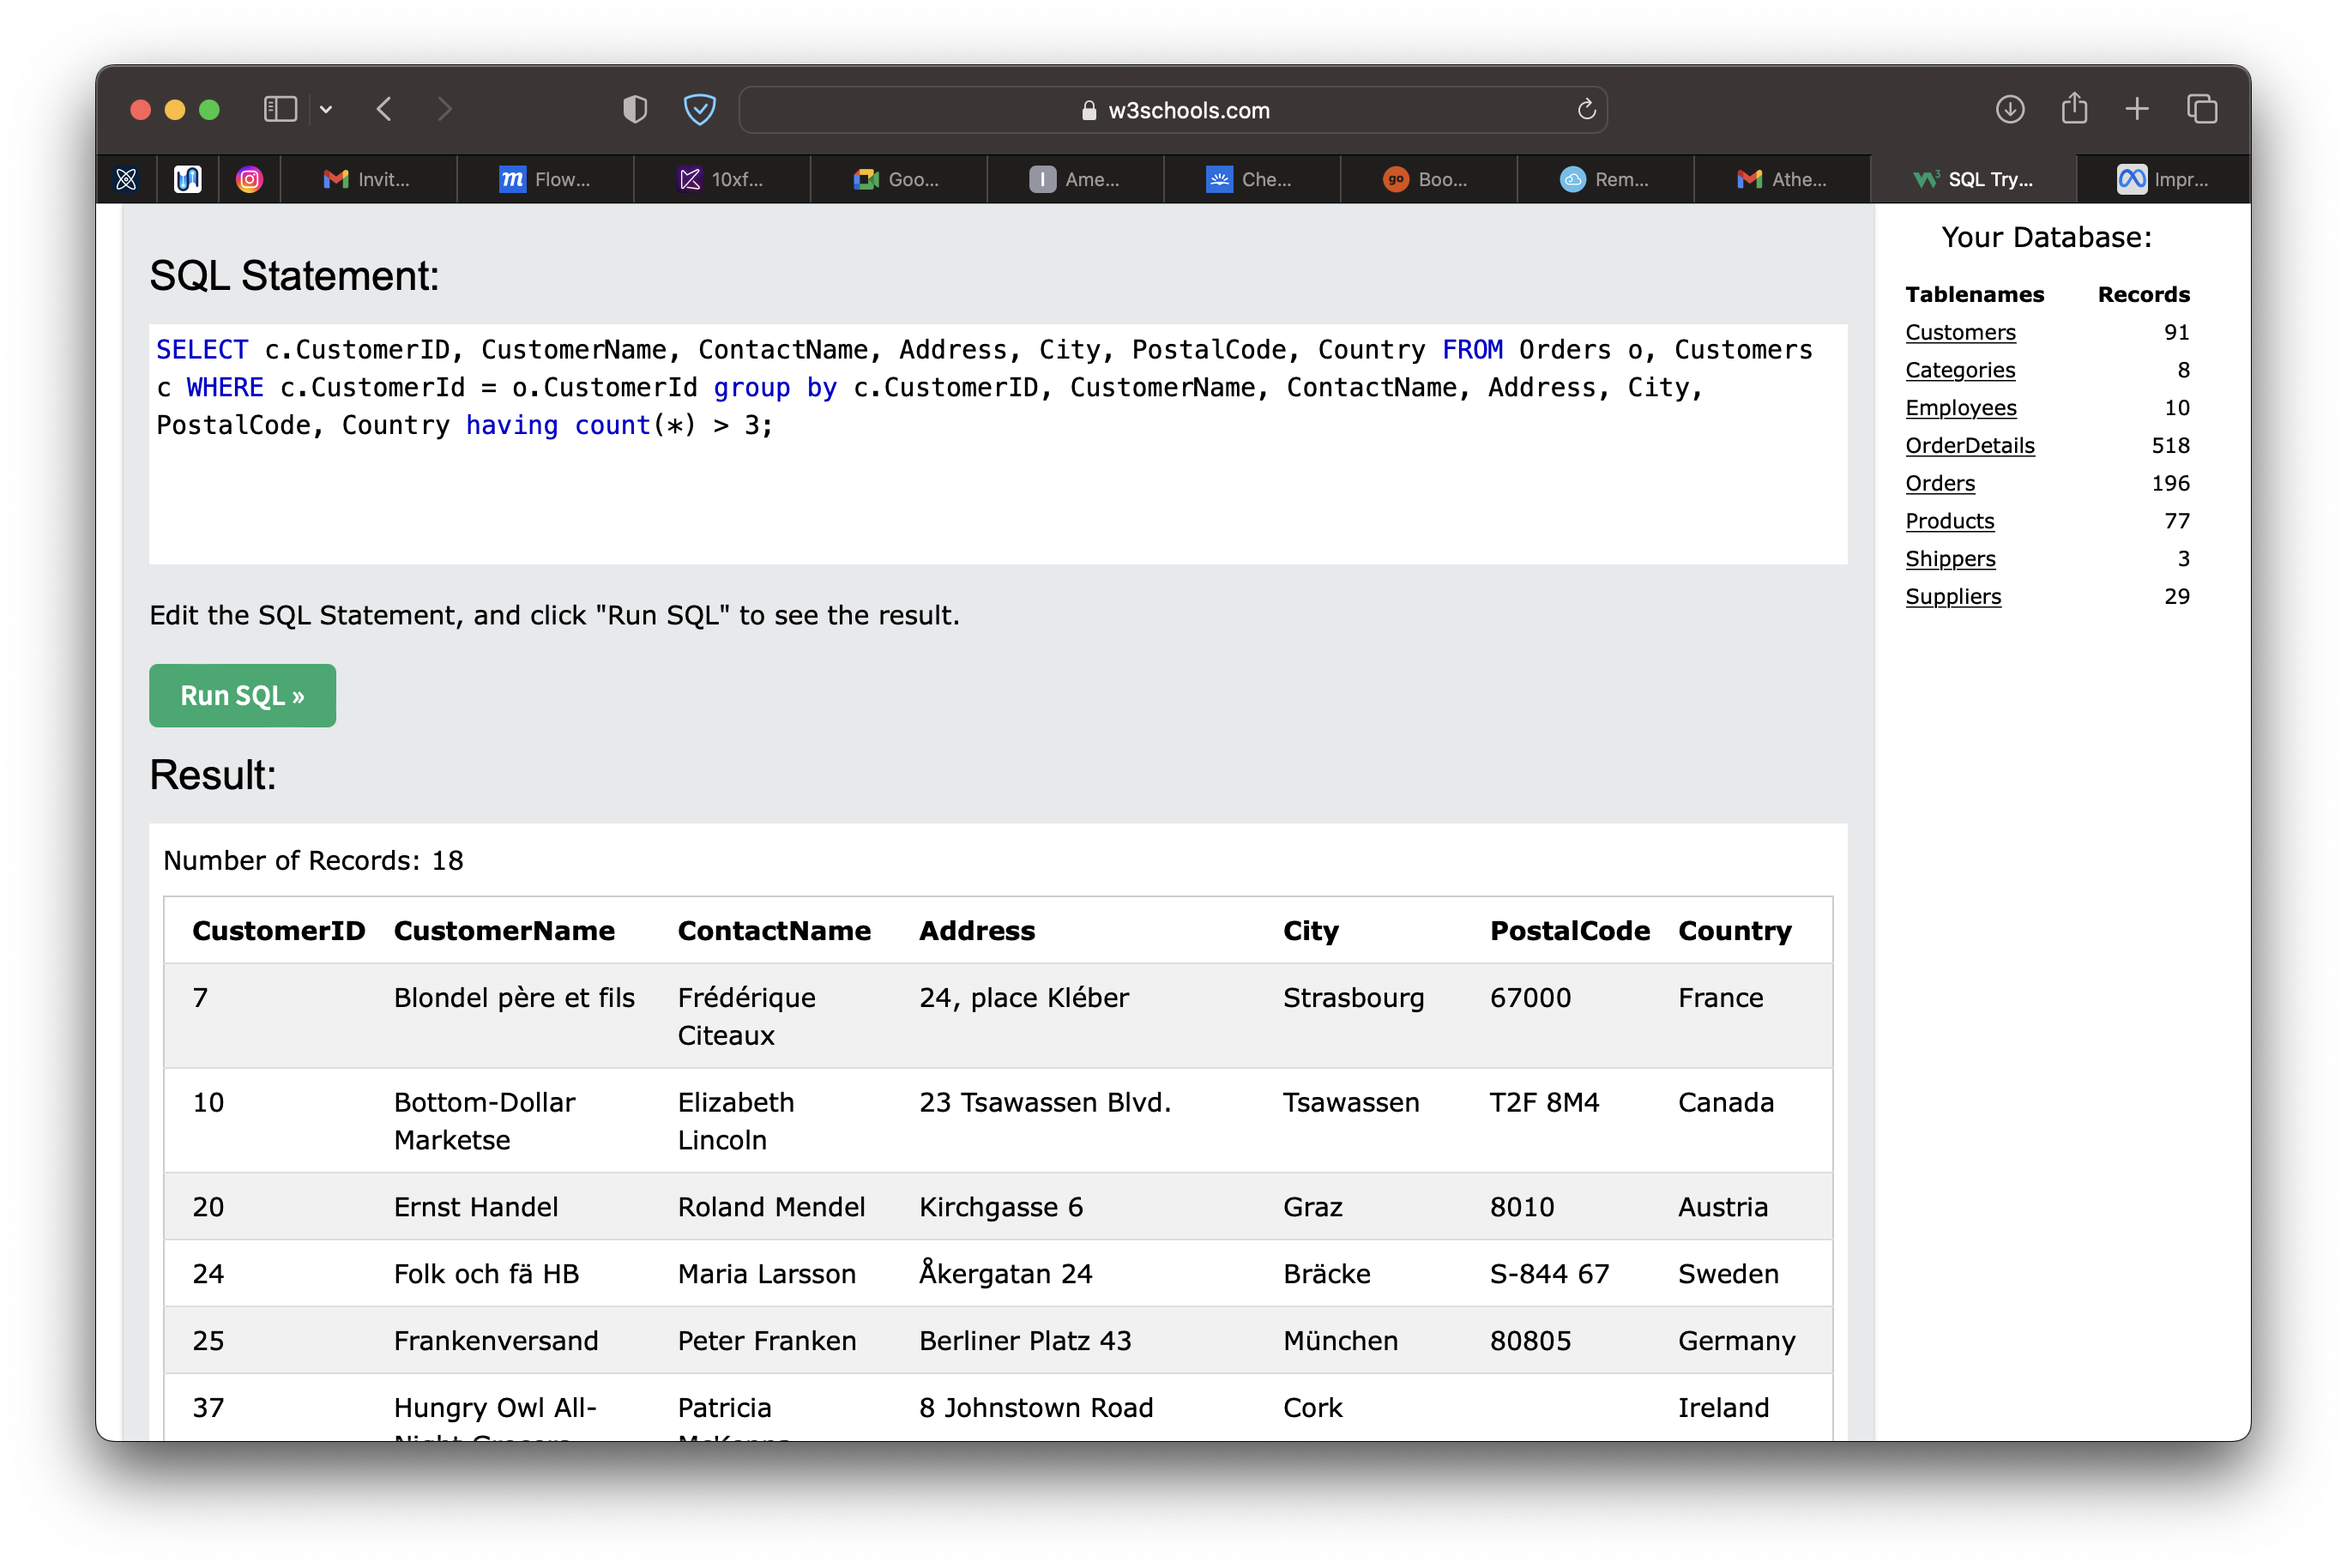 w3schools.com
Invit...
m Flow...
10xf...
Goo...
I Ame...
Che...
go Boo...
Rem...
Athe...
SQL Try...
Impr...
SQL Statement:
SELECT c.CustomerID, CustomerName, ContactName, Address, City, PostalCode, Country FROM Orders o, Customers
c WHERE c.CustomerId = o.CustomerId group by c.CustomerID, CustomerName, ContactName, Address, City,
PostalCode, Country having count(*) > 3;
Edit the SQL Statement, and click "Run SQL" to see the result.
Run SQL »
Result:
Number of Records: 18
CustomerID CustomerName ContactName Address City PostalCode Country
7 Blondel père et fils Frédérique Citeaux 24, place Kléber Strasbourg 67000 France
10 Bottom-Dollar Marketse Elizabeth Lincoln 23 Tsawassen Blvd. Tsawassen T2F 8M4 Canada
20 Ernst Handel Roland Mendel Kirchgasse 6 Graz 8010 Austria
24 Folk och fä HB Maria Larsson Åkergatan 24 Bräcke S-844 67 Sweden
25 Frankenversand Peter Franken Berliner Platz 43 München 80805 Germany
37 Hungry Owl All- Patricia 8 Johnstown Road Cork Ireland
Your Database:
Tablenames Records
Customers 91
Categories 8
Employees 10
OrderDetails 518
Orders 196
Products 77
Shippers 3
Suppliers 29